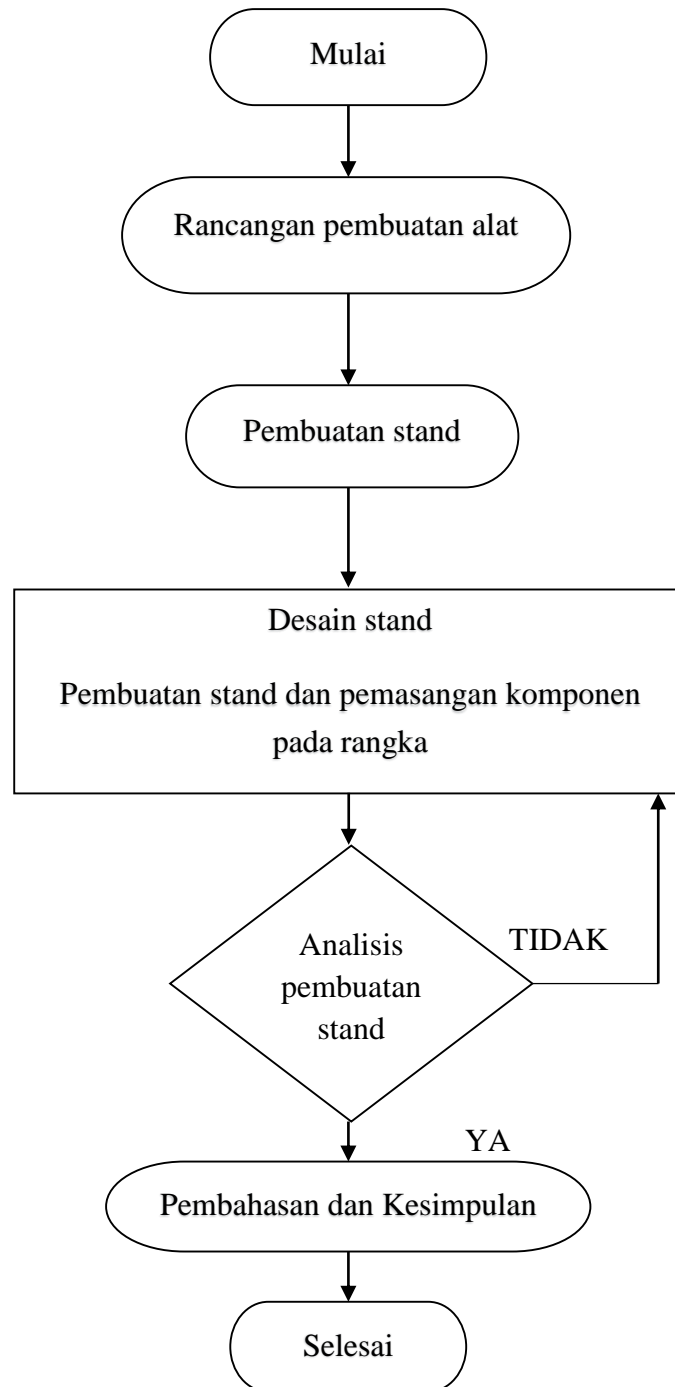 Mulai
Rancangan pembuatan alat
Pembuatan stand
Desain stand
Pembuatan stand dan pemasangan komponen
pada rangka
Analisis
pembuatan
stand
TIDAK
YA
Pembahasan dan Kesimpulan
Selesai